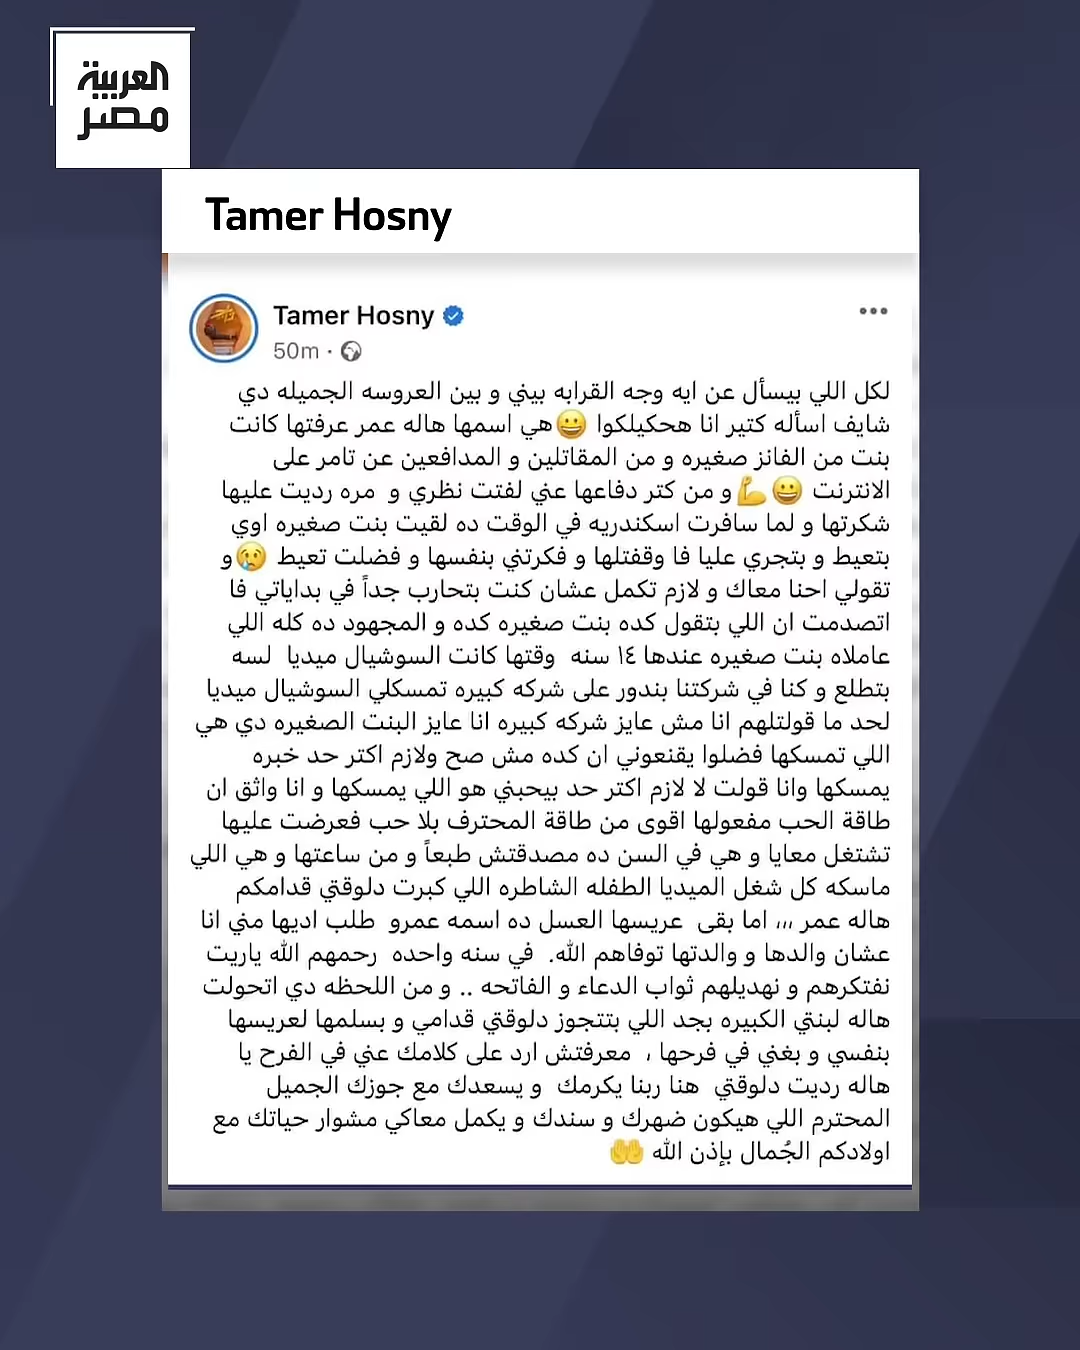 العربية
مصر
Tamer Hosny
Tamer Hosny
50m ·
لكل اللي بيسأل عن ايه وجه القرابه بيني و بين العروسه الجميله دي
شايف اسأله كتير انا هحكيلكوا 😀هي اسمها هاله عمر عرفتها كانت
بنت من الفانز صغيره و من المقاتلين و المدافعين عن تامر على
الانترنت 😀💪و من كتر دفاعها عني لفتت نظري و مره رديت عليها
شكرتها و لما سافرت اسكندريه في الوقت ده لقيت بنت صغيره اوي
بتعيط و بتجري عليا فا وقفتلها و فكرتني بنفسها و فضلت تعيط 😢و
تقولي احنا معاك و لازم تكمل عشان كنت بتحارب جداً في بداياتي فا
اتصدمت ان اللي بتقول كده بنت صغيره كده و المجهود ده كله اللي
عاملاه بنت صغيره عندها ١٤ سنه وقتها كانت السوشيال ميديا لسه
بتطلع و كنا في شركتنا بندور على شركه كبيره تمسكلي السوشيال ميديا
لحد ما قولتلهم انا مش عايز شركه كبيره انا عايز البنت الصغيره دي هي
اللي تمسكها فضلوا يقنعوني ان كده مش صح ولازم اكتر حد خبره
يمسكها وانا قولت لا لازم اكتر حد بيحبني هو اللي يمسكها و انا واثق ان
طاقة الحب مفعولها اقوى من طاقة المحترف بلا حب فعرضت عليها
تشتغل معايا و هي في السن ده مصدقتش طبعاً و من ساعتها و هي اللي
ماسكه كل شغل الميديا الطفله الشاطره اللي كبرت دلوقتي قدامكم
هاله عمر ،،، اما بقى عريسها العسل ده اسمه عمرو طلب اديها مني انا
عشان والدها و والدتها توفاهم الله. في سنه واحده رحمهم الله ياريت
نفتكرهم و نهديلهم ثواب الدعاء و الفاتحه .. و من اللحظه دي اتحولت
هاله لبنتي الكبيره بجد اللي بتتجوز دلوقتي قدامي و بسلمها لعريسها
بنفسي و بغني في فرحها ، معرفتش ارد على كلامك عني في الفرح يا
هاله رديت دلوقتي هنا ربنا يكرمك و يسعدك مع جوزك الجميل
المحترم اللي هيكون ضهرك و سندك و يكمل معاكي مشوار حياتك مع
اولادكم الجُمال بإذن الله 🤲